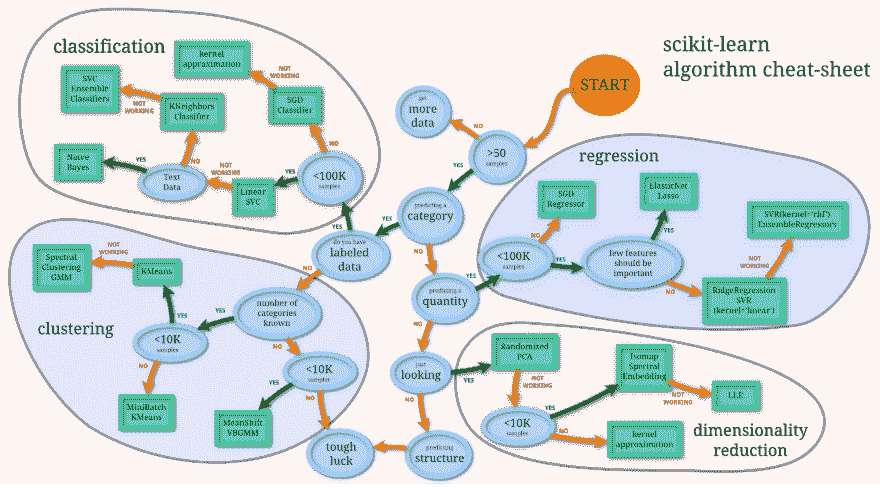 scikit-learn
algorithm cheat-sheet
START
get
more
data
NO
>50
samples
YES
predicting a
category
YES
NO
do you have
labeled
data
YES
NO
predicting a
quantity
YES
NO
just
looking
YES
NO
predicting
structure
tough
luck
classification
kernel
approximation
NOT
WORKING
SVC
Ensemble
Classifiers
NOT
WORKING
KNeighbors
Classifier
SGD
Classifier
NO
Naive
Bayes
YES
NO
Text
Data
NOT
WORKING
Linear
SVC
YES
<100K
samples
regression
SGD
Regressor
NO
<100K
samples
YES
ElasticNet
Lasso
YES
few features
should be
important
NO
SVR(kernel='rbf')
EnsembleRegressors
NOT
WORKING
RidgeRegression
SVR
(kernel='linear')
clustering
Spectral
Clustering
GMM
NOT
WORKING
KMeans
YES
<10K
samples
NO
MiniBatch
KMeans
YES
number of
categories
known
NO
<10K
samples
YES
NO
MeanShift
VBGMM
dimensionality
reduction
Randomized
PCA
NOT
WORKING
<10K
samples
YES
NO
Isomap
Spectral
Embedding
NOT
WORKING
LLE
kernel
approximation